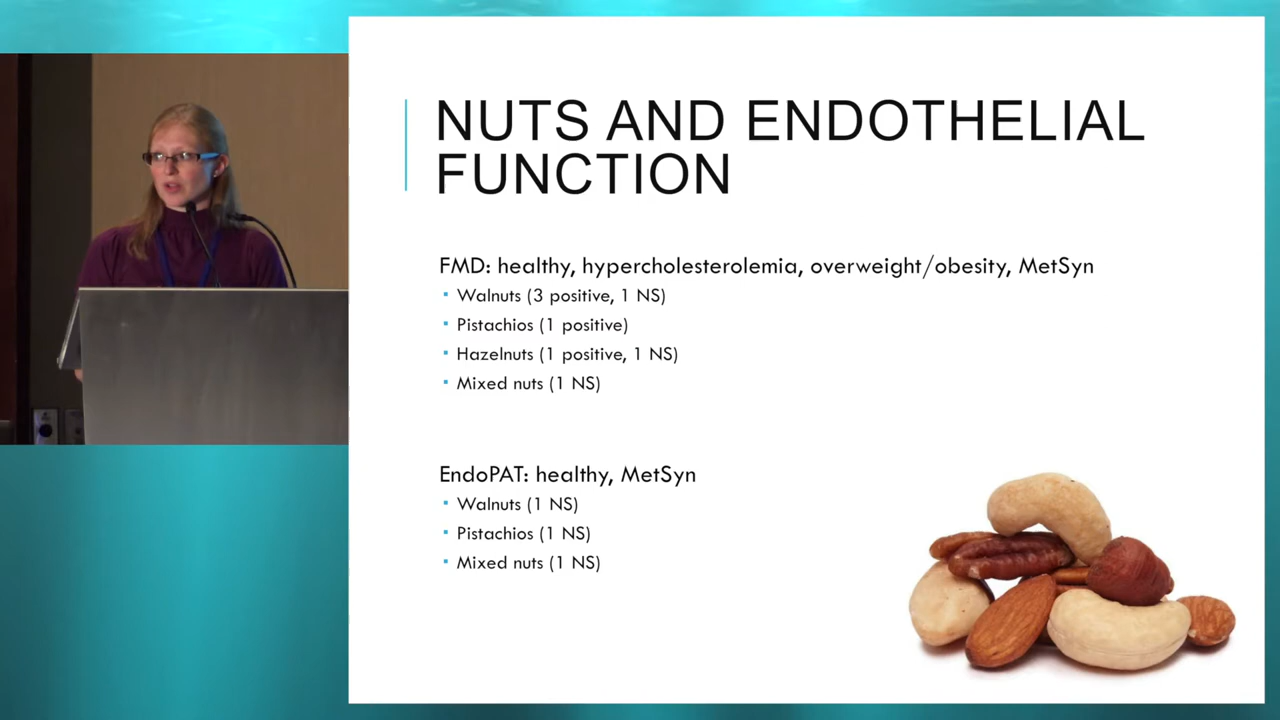 NUTS AND ENDOTHELIAL
FUNCTION
FMD: healthy, hypercholesterolemia, overweight/obesity, MetSyn
▪ Walnuts (3 positive, 1 NS)
▪ Pistachios (1 positive)
▪ Hazelnuts (1 positive, 1 NS)
▪ Mixed nuts (1 NS)
EndoPAT: healthy, MetSyn
▪ Walnuts (1 NS)
▪ Pistachios (1 NS)
▪ Mixed nuts (1 NS)